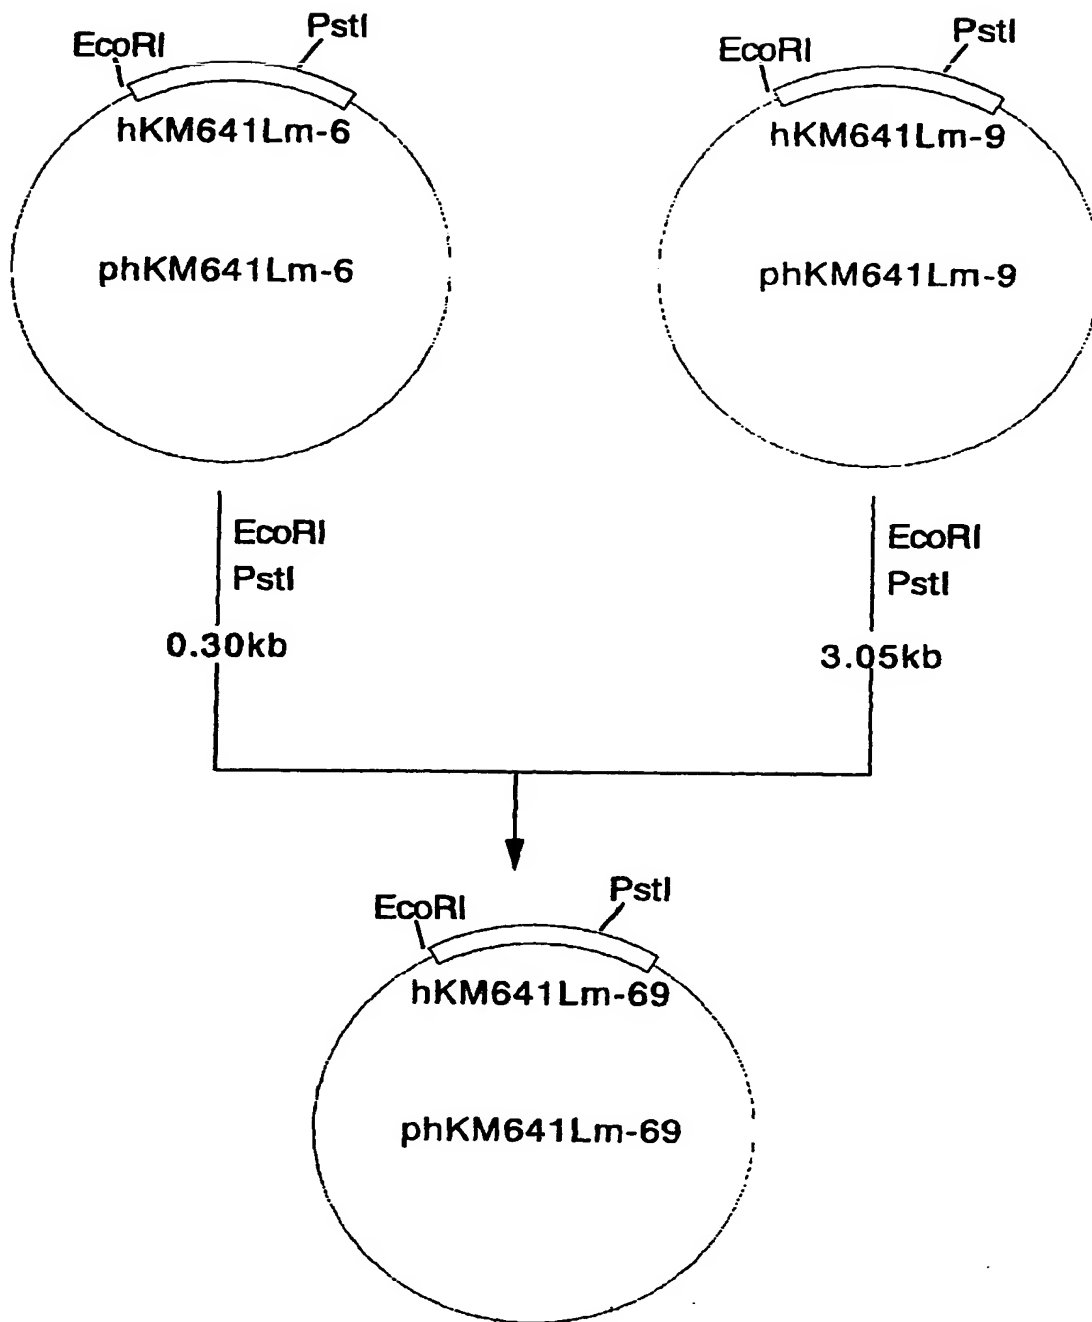 EcoRI
PstI
hKM641Lm-6
phKM641Lm-6
EcoRI
PstI
hKM641Lm-9
phKM641Lm-9
EcoRI
PstI
0.30kb
EcoRI
PstI
3.05kb
EcoRI
PstI
hKM641Lm-69
phKM641Lm-69